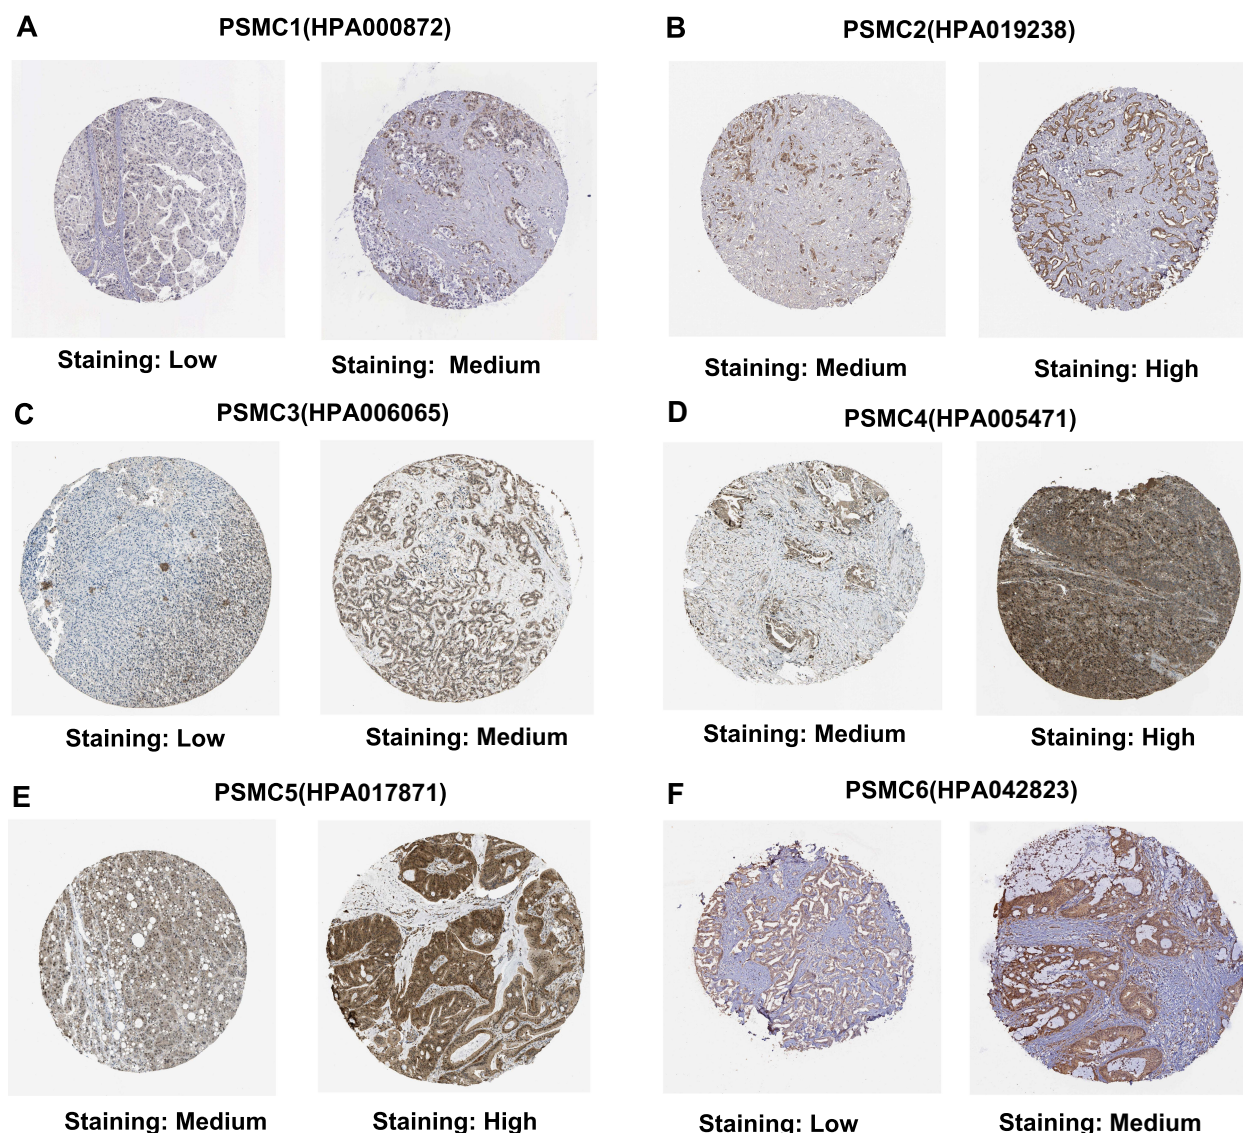 A
PSMC1(HPA000872)
Staining: Low
Staining: Medium
B
PSMC2(HPA019238)
Staining: Medium
Staining: High
C
PSMC3(HPA006065)
Staining: Low
Staining: Medium
D
PSMC4(HPA005471)
Staining: Medium
Staining: High
E
PSMC5(HPA017871)
Staining: Medium
Staining: High
F
PSMC6(HPA042823)
Staining: Low
Staining: Medium